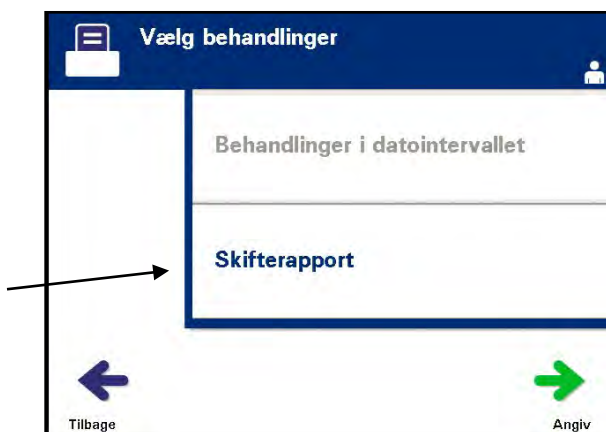 Vælg behandlinger
Behandlinger i datointervallet
Skifterapport
Tilbage
Angiv